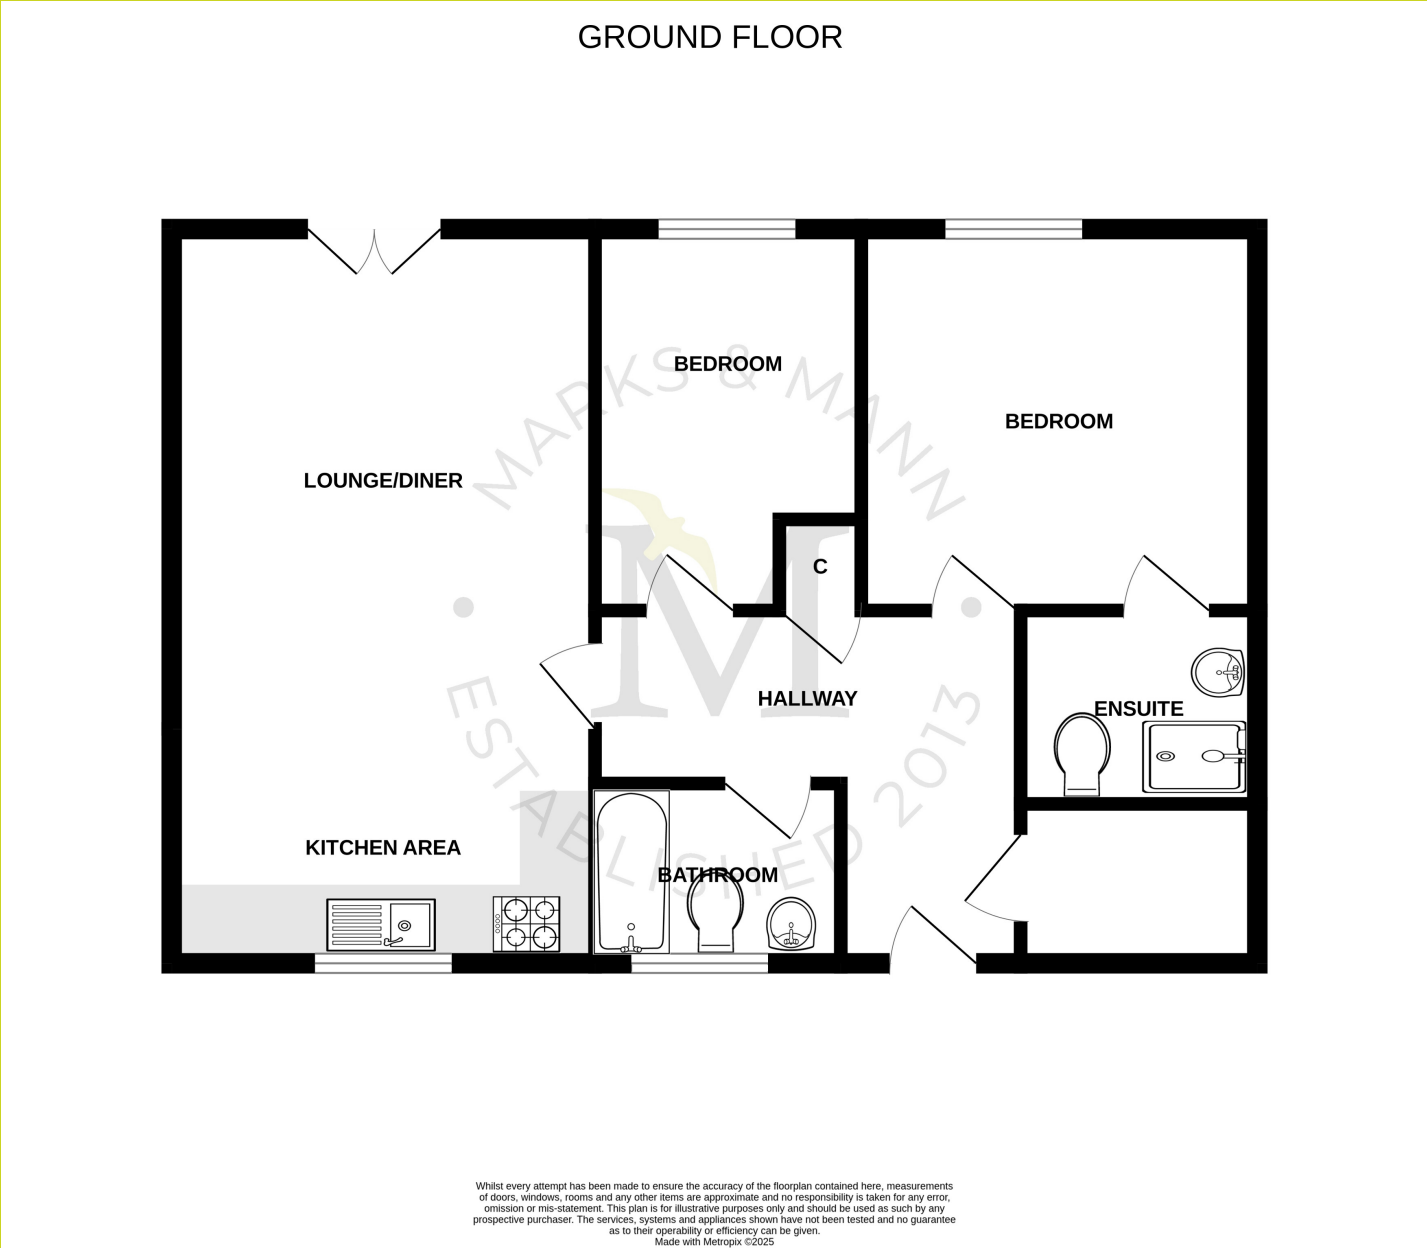 GROUND FLOOR
MARKS & MANN
BEDROOM
BEDROOM
LOUNGE/DINER
C
M
HALLWAY
ENSUITE
KITCHEN AREA
BATHROOM
ESTABLISHED 2013
Whilst every attempt has been made to ensure the accuracy of the floorplan contained here, measurements
of doors, windows, rooms and any other items are approximate and no responsibility is taken for any error,
omission or mis-statement. This plan is for illustrative purposes only and should be used as such by any
prospective purchaser. The services, systems and appliances shown have not been tested and no guarantee
as to their operability or efficiency can be given.
Made with Metropix ©2025